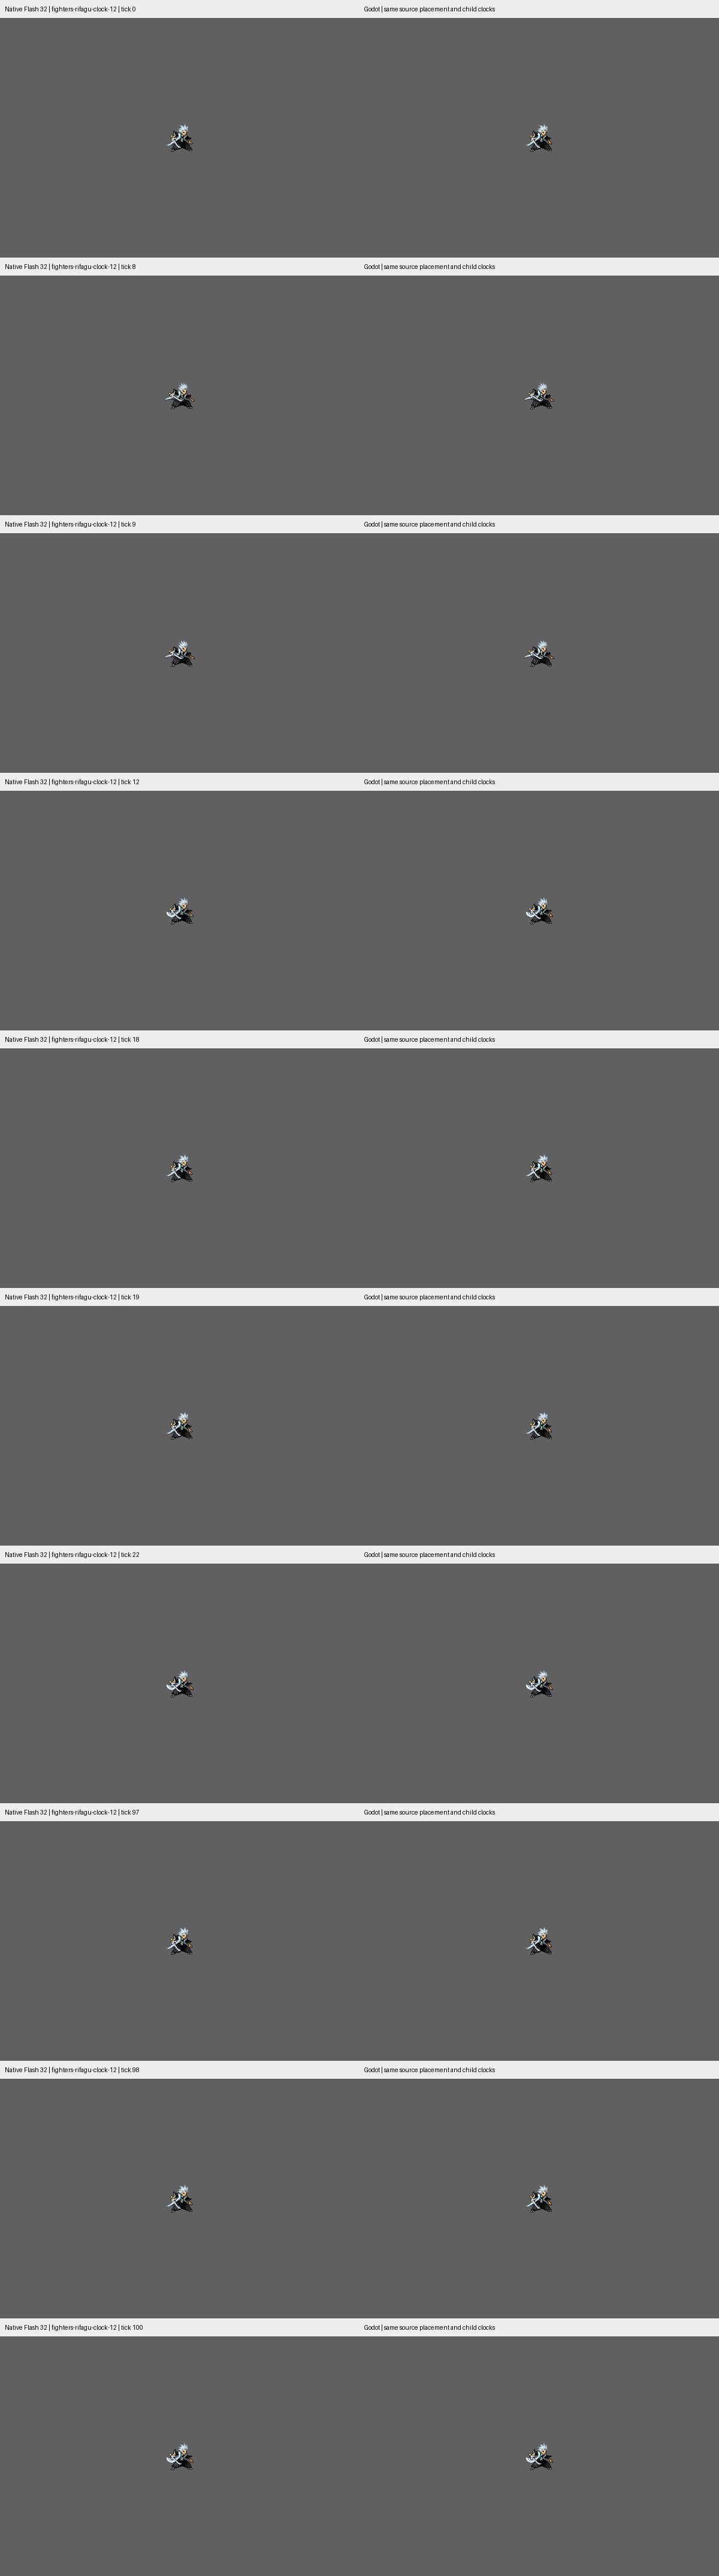 Native Flash 32 | fighters-rifagu-clock-12 | tick 0
Godot | same source placement and child clocks
Native Flash 32 | fighters-rifagu-clock-12 | tick 8
Godot | same source placement and child clocks
Native Flash 32 | fighters-rifagu-clock-12 | tick 9
Godot | same source placement and child clocks
Native Flash 32 | fighters-rifagu-clock-12 | tick 12
Godot | same source placement and child clocks
Native Flash 32 | fighters-rifagu-clock-12 | tick 18
Godot | same source placement and child clocks
Native Flash 32 | fighters-rifagu-clock-12 | tick 19
Godot | same source placement and child clocks
Native Flash 32 | fighters-rifagu-clock-12 | tick 22
Godot | same source placement and child clocks
Native Flash 32 | fighters-rifagu-clock-12 | tick 97
Godot | same source placement and child clocks
Native Flash 32 | fighters-rifagu-clock-12 | tick 98
Godot | same source placement and child clocks
Native Flash 32 | fighters-rifagu-clock-12 | tick 100
Godot | same source placement and child clocks